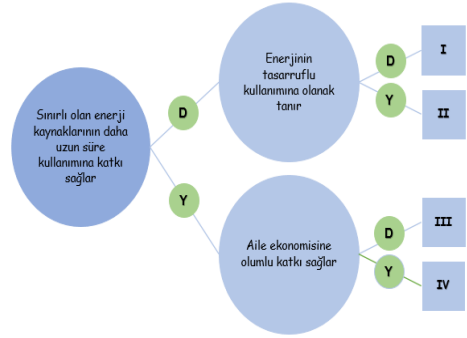 Sınırlı olan enerji
kaynaklarının daha
uzun süre
kullanımına katkı
sağlar
D
Y
Enerjinin
tasarruflu
kullanımına olanak
tanır
D
Y
I
II
Aile ekonomisine
olumlu katkı sağlar
D
Y
III
IV